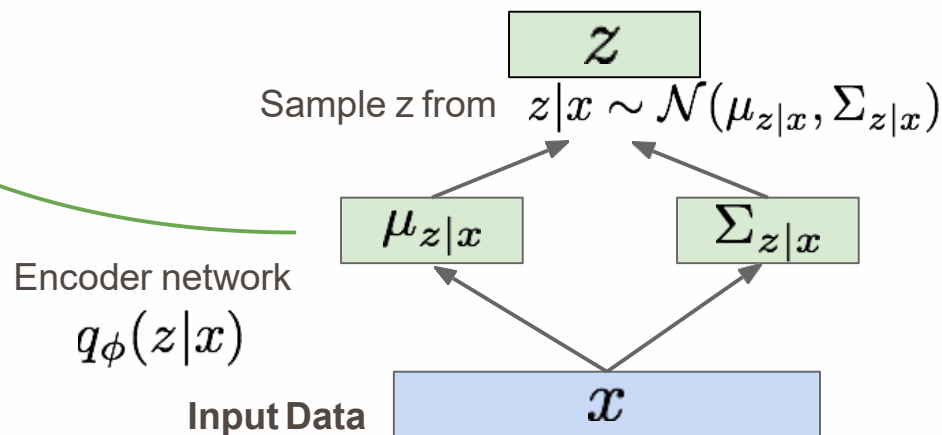 z
Sample z from z|x ∼ 𝒩(μ_{z|x}, Σ_{z|x})
μ_{z|x} Σ_{z|x}
Encoder network
q_ϕ(z|x)
Input Data x